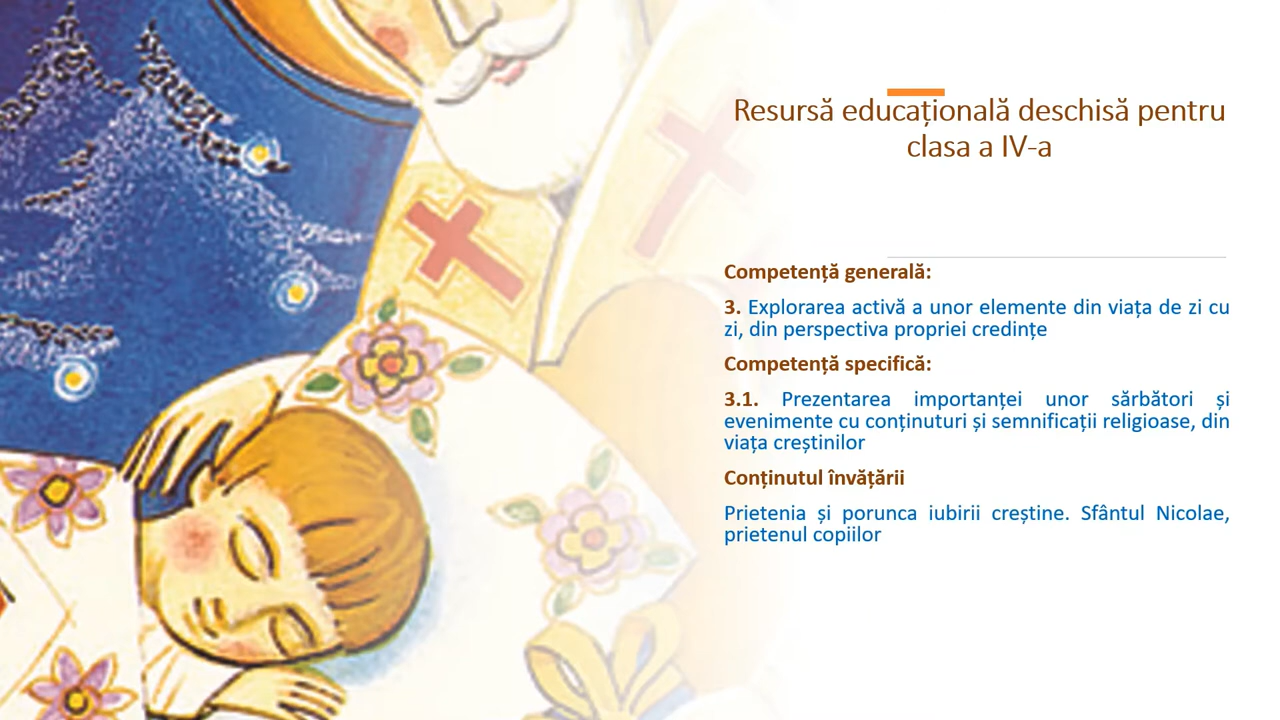 Resursă educațională deschisă pentru
clasa a IV-a
Competență generală:
3. Explorarea activă a unor elemente din viața de zi cu
zi, din perspectiva propriei credințe
Competență specifică:
3.1. Prezentarea importanței unor sărbători și
evenimente cu conținuturi și semnificații religioase, din
viața creștinilor
Conținutul învățării
Prietenia și porunca iubirii creștine. Sfântul Nicolae,
prietenul copiilor